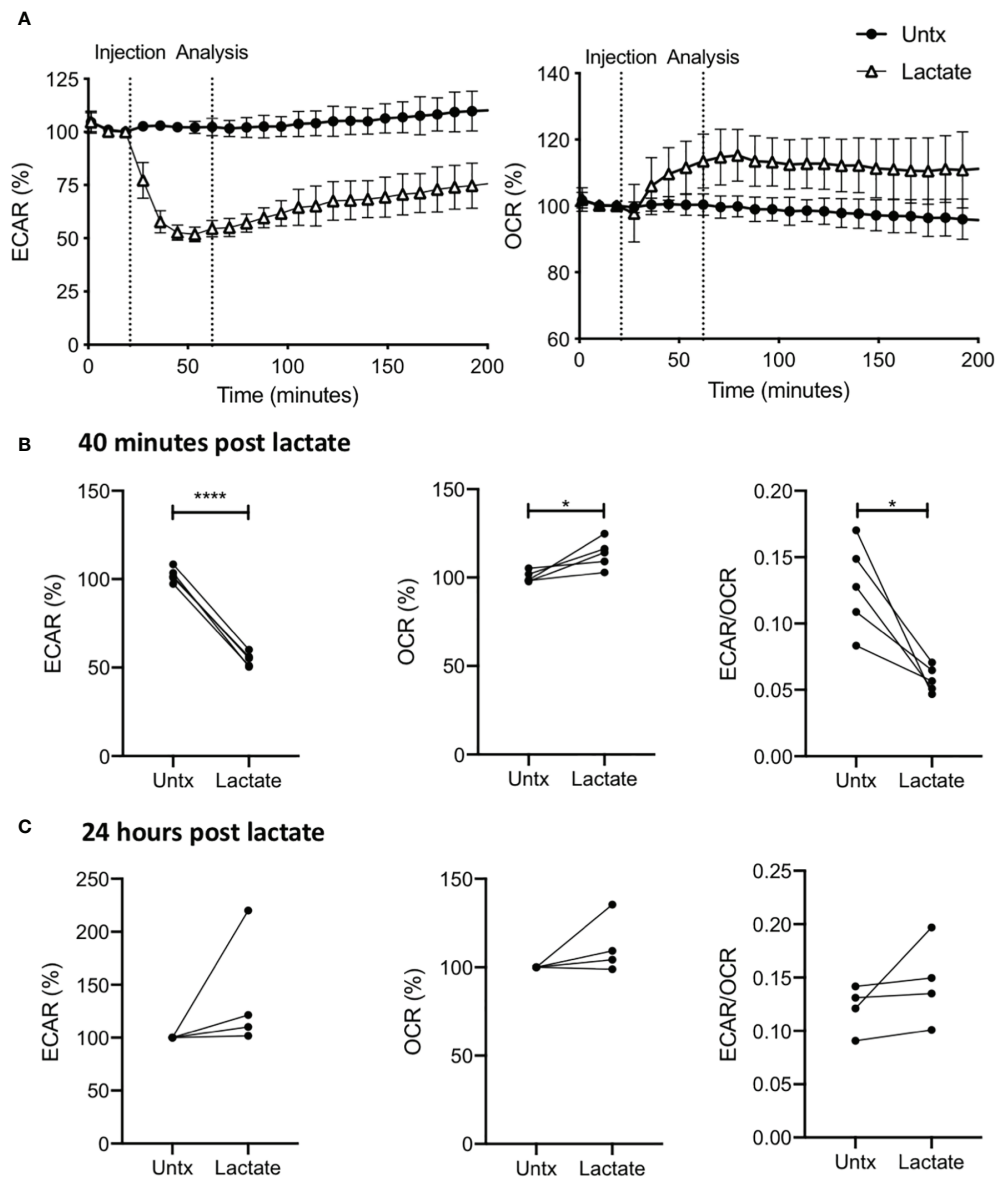 A
Untx
Lactate
Injection Analysis
125
100
75
50
25
0
ECAR (%)
0 50 100 150 200
Time (minutes)
Injection Analysis
140
120
100
80
60
OCR (%)
0 50 100 150 200
Time (minutes)
B 40 minutes post lactate
150
100
50
0
ECAR (%)
****
Untx Lactate
150
100
50
0
OCR (%)
*
Untx Lactate
0.20
0.15
0.10
0.05
0.00
ECAR/OCR
*
Untx Lactate
C 24 hours post lactate
250
200
150
100
50
0
ECAR (%)
Untx Lactate
150
100
50
0
OCR (%)
Untx Lactate
0.25
0.20
0.15
0.10
0.05
0.00
ECAR/OCR
Untx Lactate